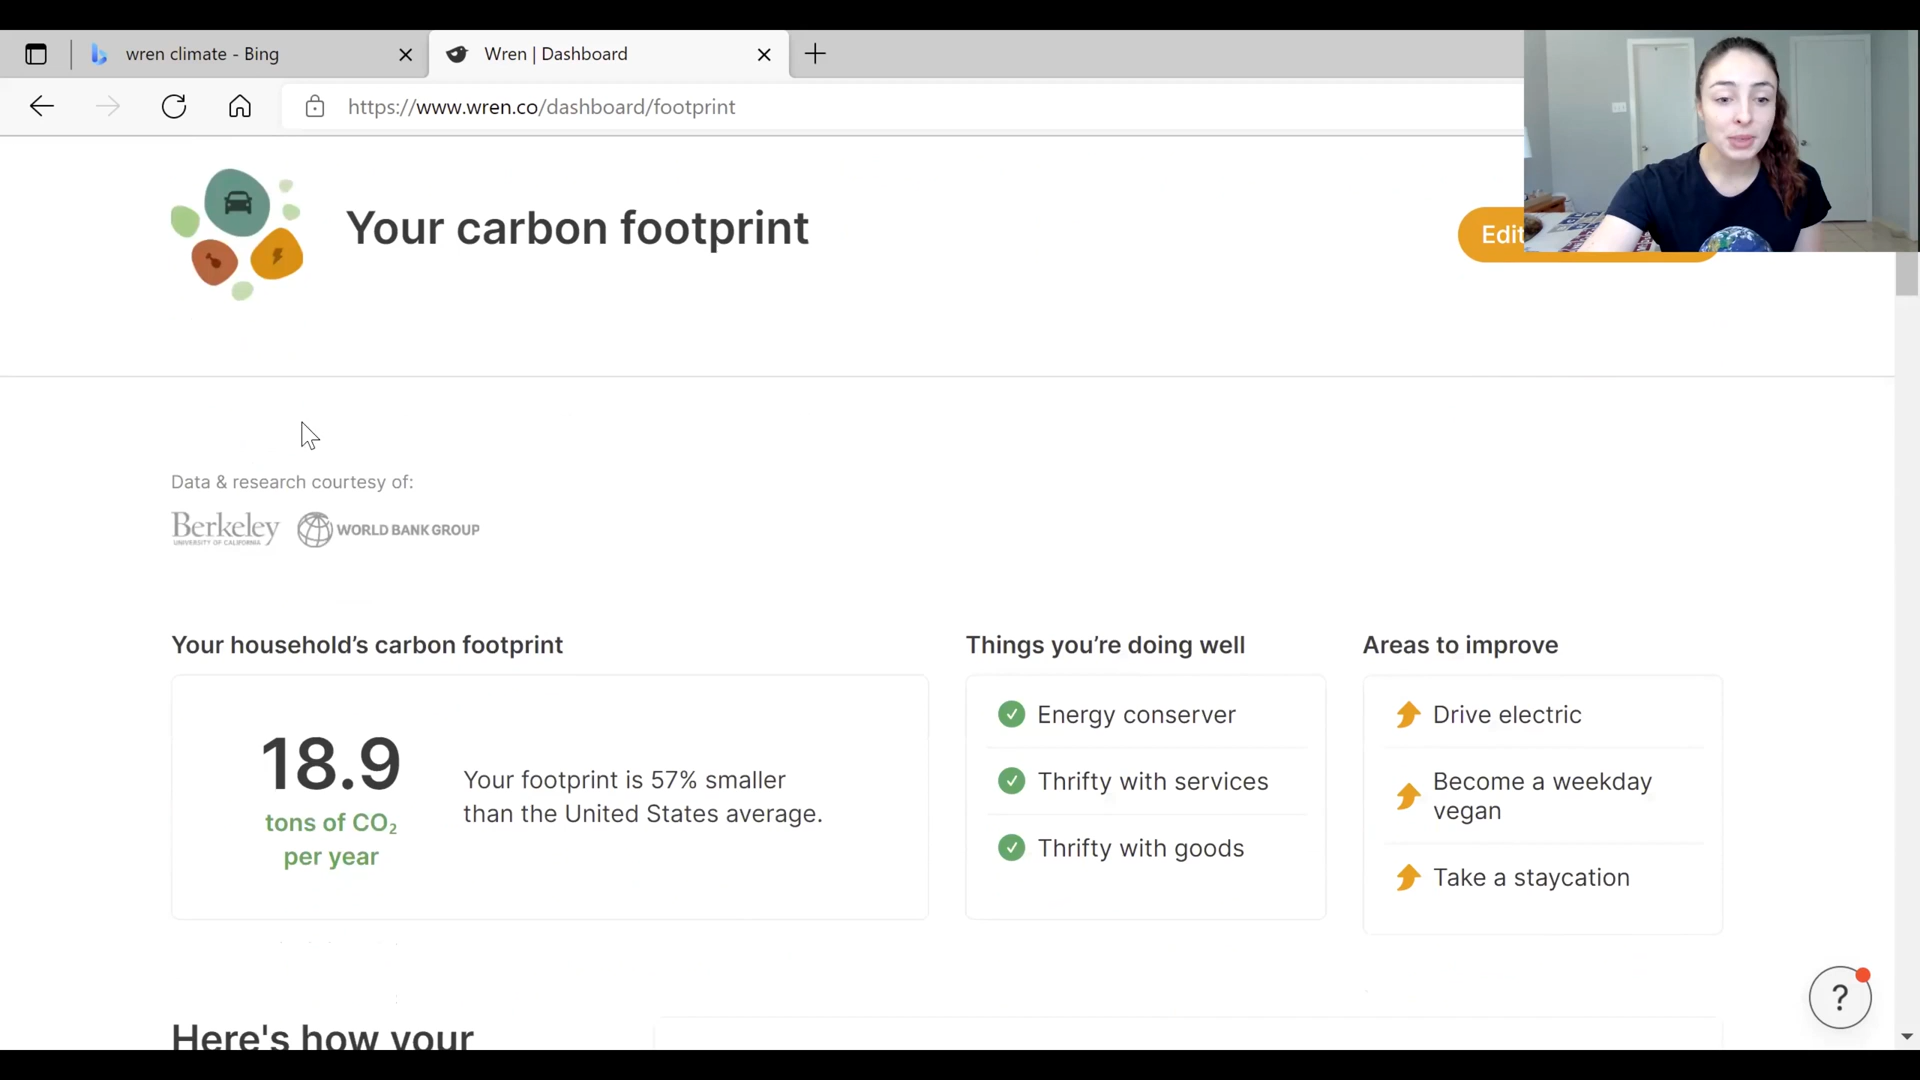 wren climate - Bing
Wren | Dashboard
https://www.wren.co/dashboard/footprint
Your carbon footprint
Edit
Data & research courtesy of:
Berkeley
UNIVERSITY OF CALIFORNIA
WORLD BANK GROUP
Your household's carbon footprint
18.9
tons of CO₂
per year
Your footprint is 57% smaller
than the United States average.
Things you're doing well
Energy conserver
Thrifty with services
Thrifty with goods
Areas to improve
Drive electric
Become a weekday
vegan
Take a staycation
?
Here's how your